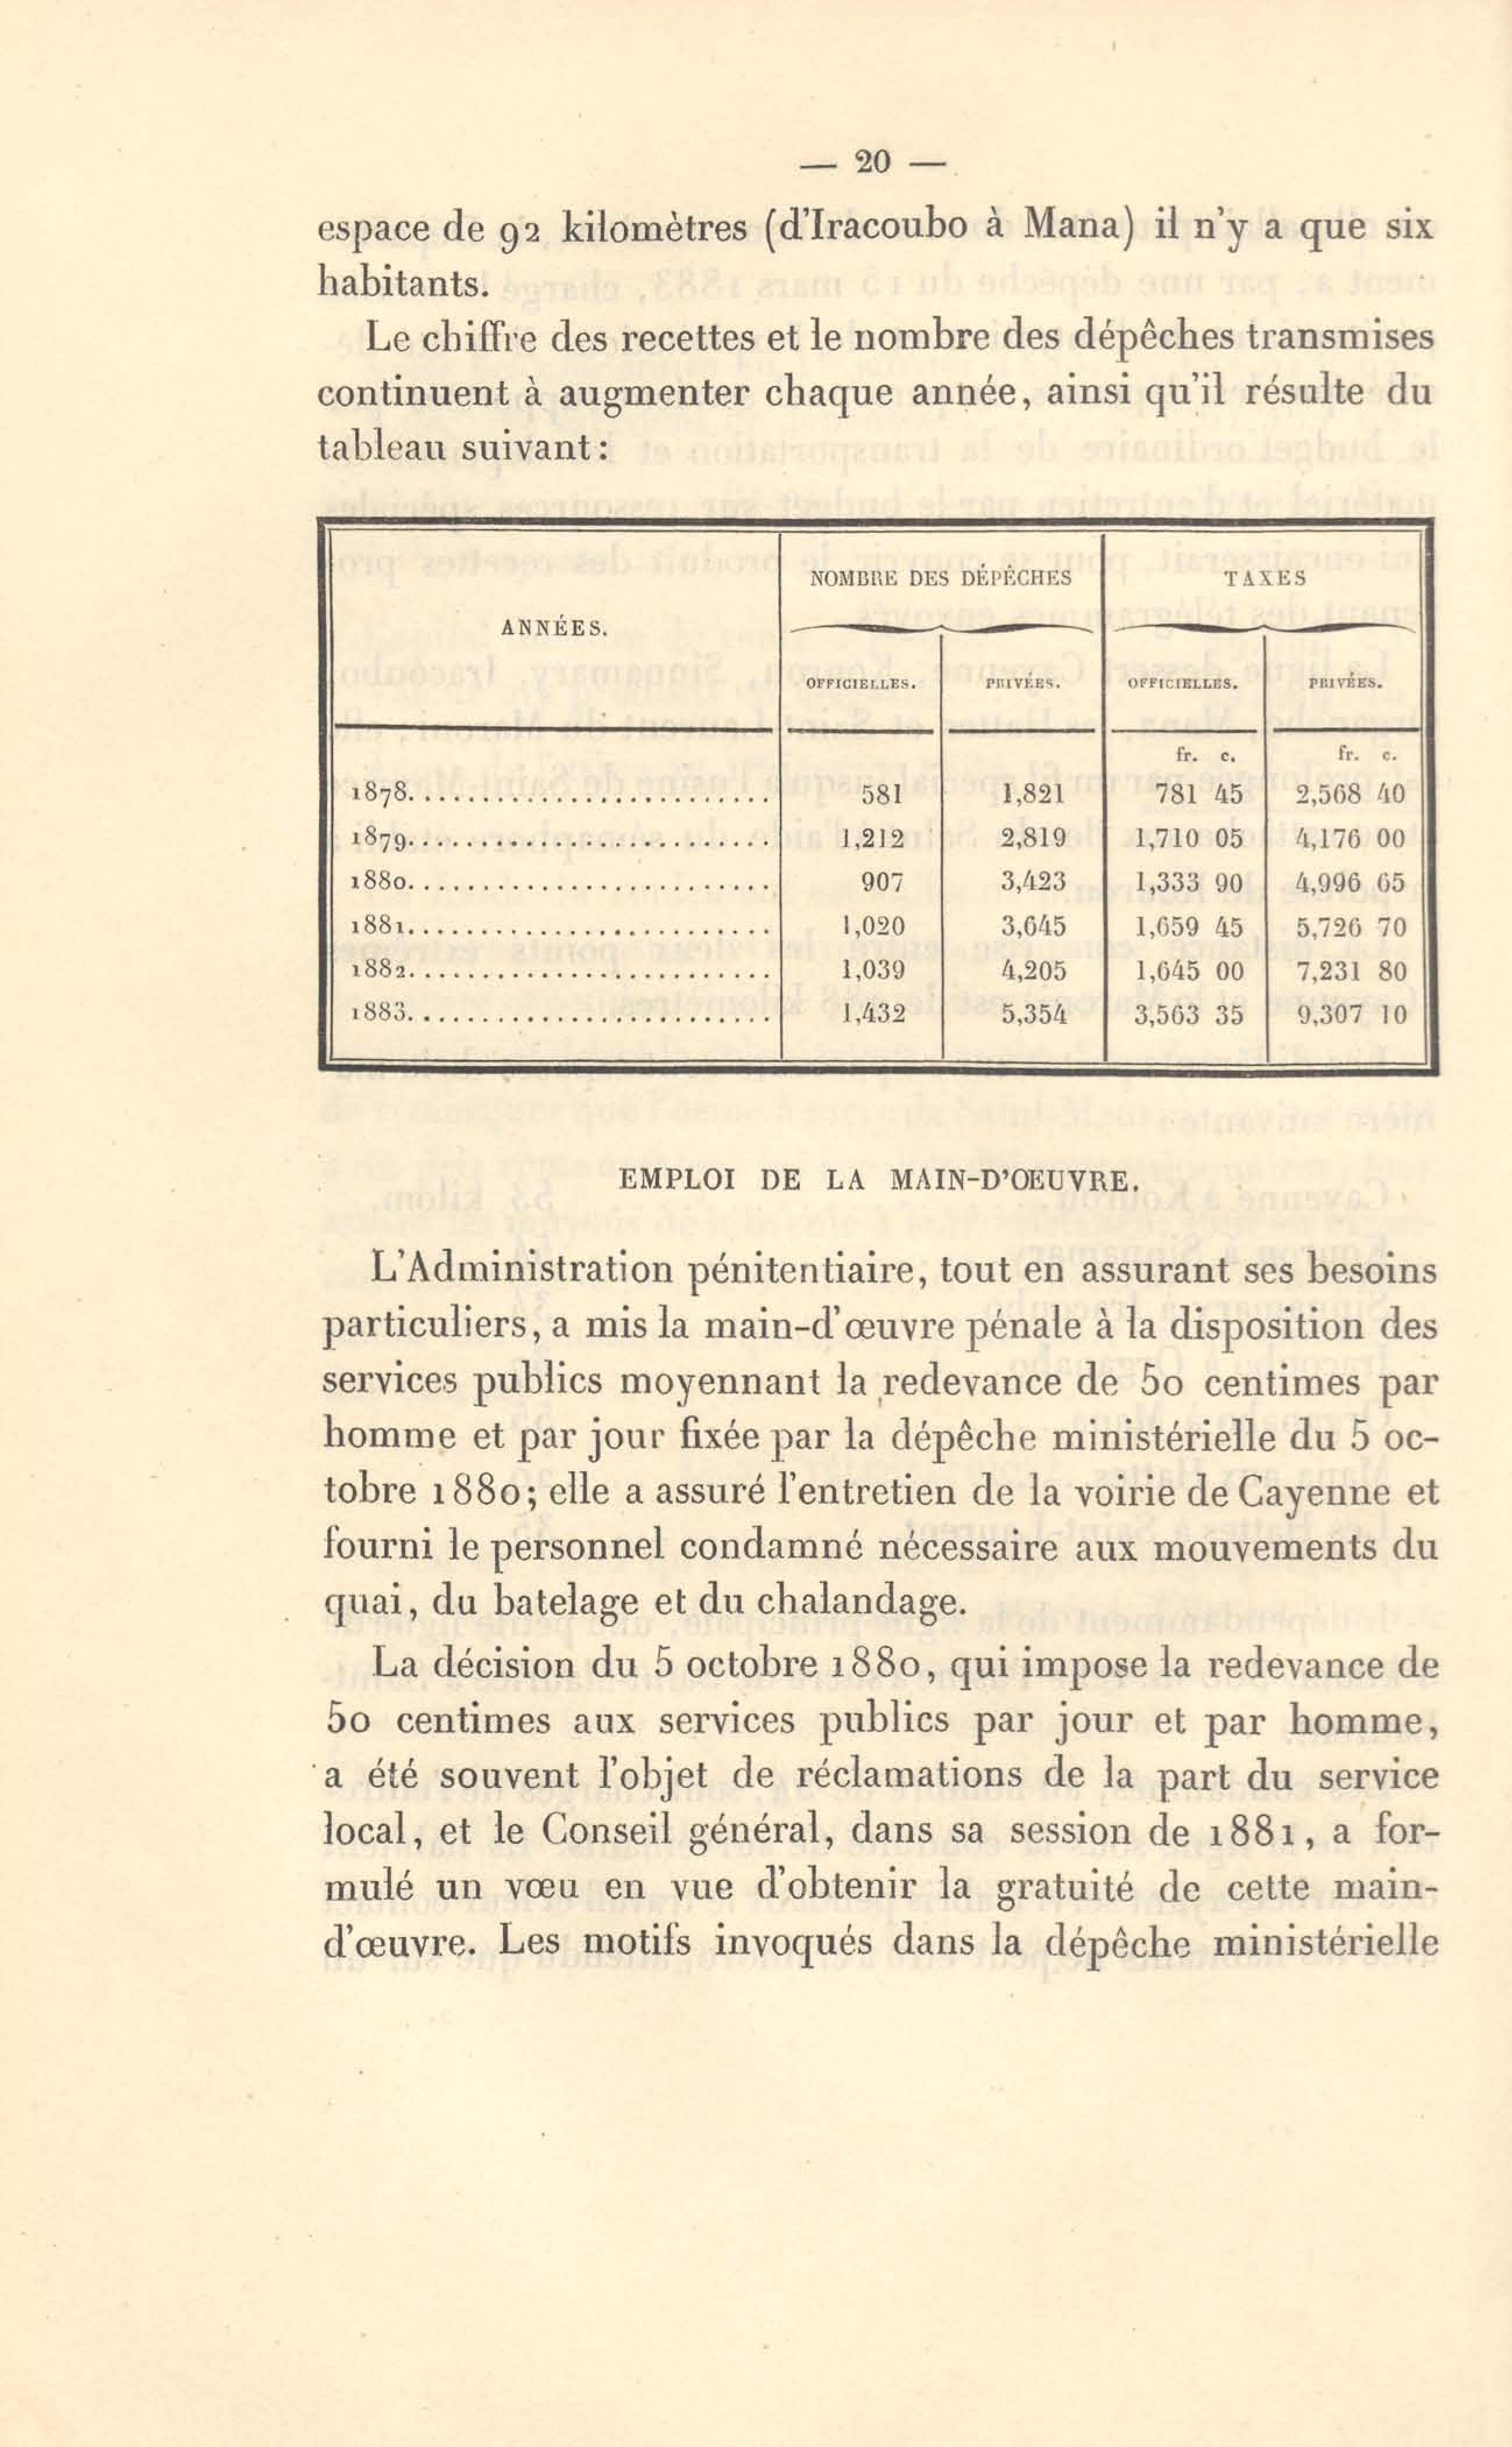 — 20 —
espace de 92 kilomètres (d'Iracoubo à Mana) il n'y a que six
habitants.
Le chiffre des recettes et le nombre des dépêches transmises
continuent à augmenter chaque année, ainsi qu'il résulte du
tableau suivant:
ANNÉES. NOMBRE DES DÉPÊCHES TAXES
OFFICIELLES. PRIVÉES. OFFICIELLES. PRIVÉES.
fr. c. fr. c.
1878. 581 1,821 781 45 2,568 40
1879. 1,212 2,819 1,710 05 4,176 00
1880. 907 3,423 1,333 90 4,996 65
1881. 1,020 3,645 1,659 45 5,726 70
1882. 1,039 4,205 1,645 00 7,231 80
1883. 1,432 5,354 3,563 35 9,307 10
EMPLOI DE LA MAIN-D'OEUVRE.
L'Administration pénitentiaire, tout en assurant ses besoins
particuliers, a mis la main-d'œuvre pénale à la disposition des
services publics moyennant la redevance de 50 centimes par
homme et par jour fixée par la dépêche ministérielle du 5 oc-
tobre 1880; elle a assuré l'entretien de la voirie de Cayenne et
fourni le personnel condamné nécessaire aux mouvements du
quai, du batelage et du chalandage.
La décision du 5 octobre 1880, qui impose la redevance de
50 centimes aux services publics par jour et par homme,
a été souvent l'objet de réclamations de la part du service
local, et le Conseil général, dans sa session de 1881, a for-
mulé un vœu en vue d'obtenir la gratuité de cette main-
d'œuvre. Les motifs invoqués dans la dépêche ministérielle